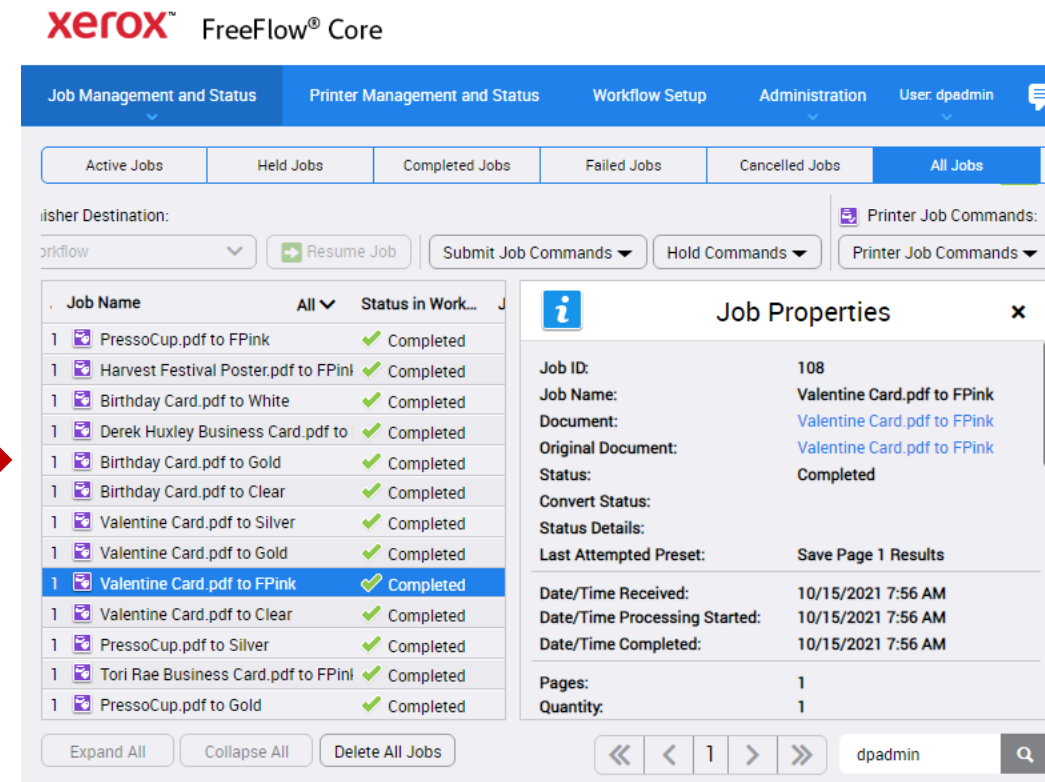 xerox™ FreeFlow® Core
Job Management and Status Printer Management and Status Workflow Setup Administration User: dpadmin
Active Jobs Held Jobs Completed Jobs Failed Jobs Cancelled Jobs All Jobs
isher Destination: Printer Job Commands:
orkflow Resume Job Submit Job Commands Hold Commands Printer Job Commands
. Job Name All Status in Work... J
1 PressoCup.pdf to FPink Completed
1 Harvest Festival Poster.pdf to FPink Completed
1 Birthday Card.pdf to White Completed
1 Derek Huxley Business Card.pdf to Completed
1 Birthday Card.pdf to Gold Completed
1 Birthday Card.pdf to Clear Completed
1 Valentine Card.pdf to Silver Completed
1 Valentine Card.pdf to Gold Completed
1 Valentine Card.pdf to FPink Completed
1 Valentine Card.pdf to Clear Completed
1 PressoCup.pdf to Silver Completed
1 Tori Rae Business Card.pdf to FPink Completed
1 PressoCup.pdf to Gold Completed
i Job Properties ×
Job ID: 108
Job Name: Valentine Card.pdf to FPink
Document: Valentine Card.pdf to FPink
Original Document: Valentine Card.pdf to FPink
Status: Completed
Convert Status:
Status Details:
Last Attempted Preset: Save Page 1 Results
Date/Time Received: 10/15/2021 7:56 AM
Date/Time Processing Started: 10/15/2021 7:56 AM
Date/Time Completed: 10/15/2021 7:56 AM
Pages: 1
Quantity: 1
Expand All Collapse All Delete All Jobs 1 dpadmin